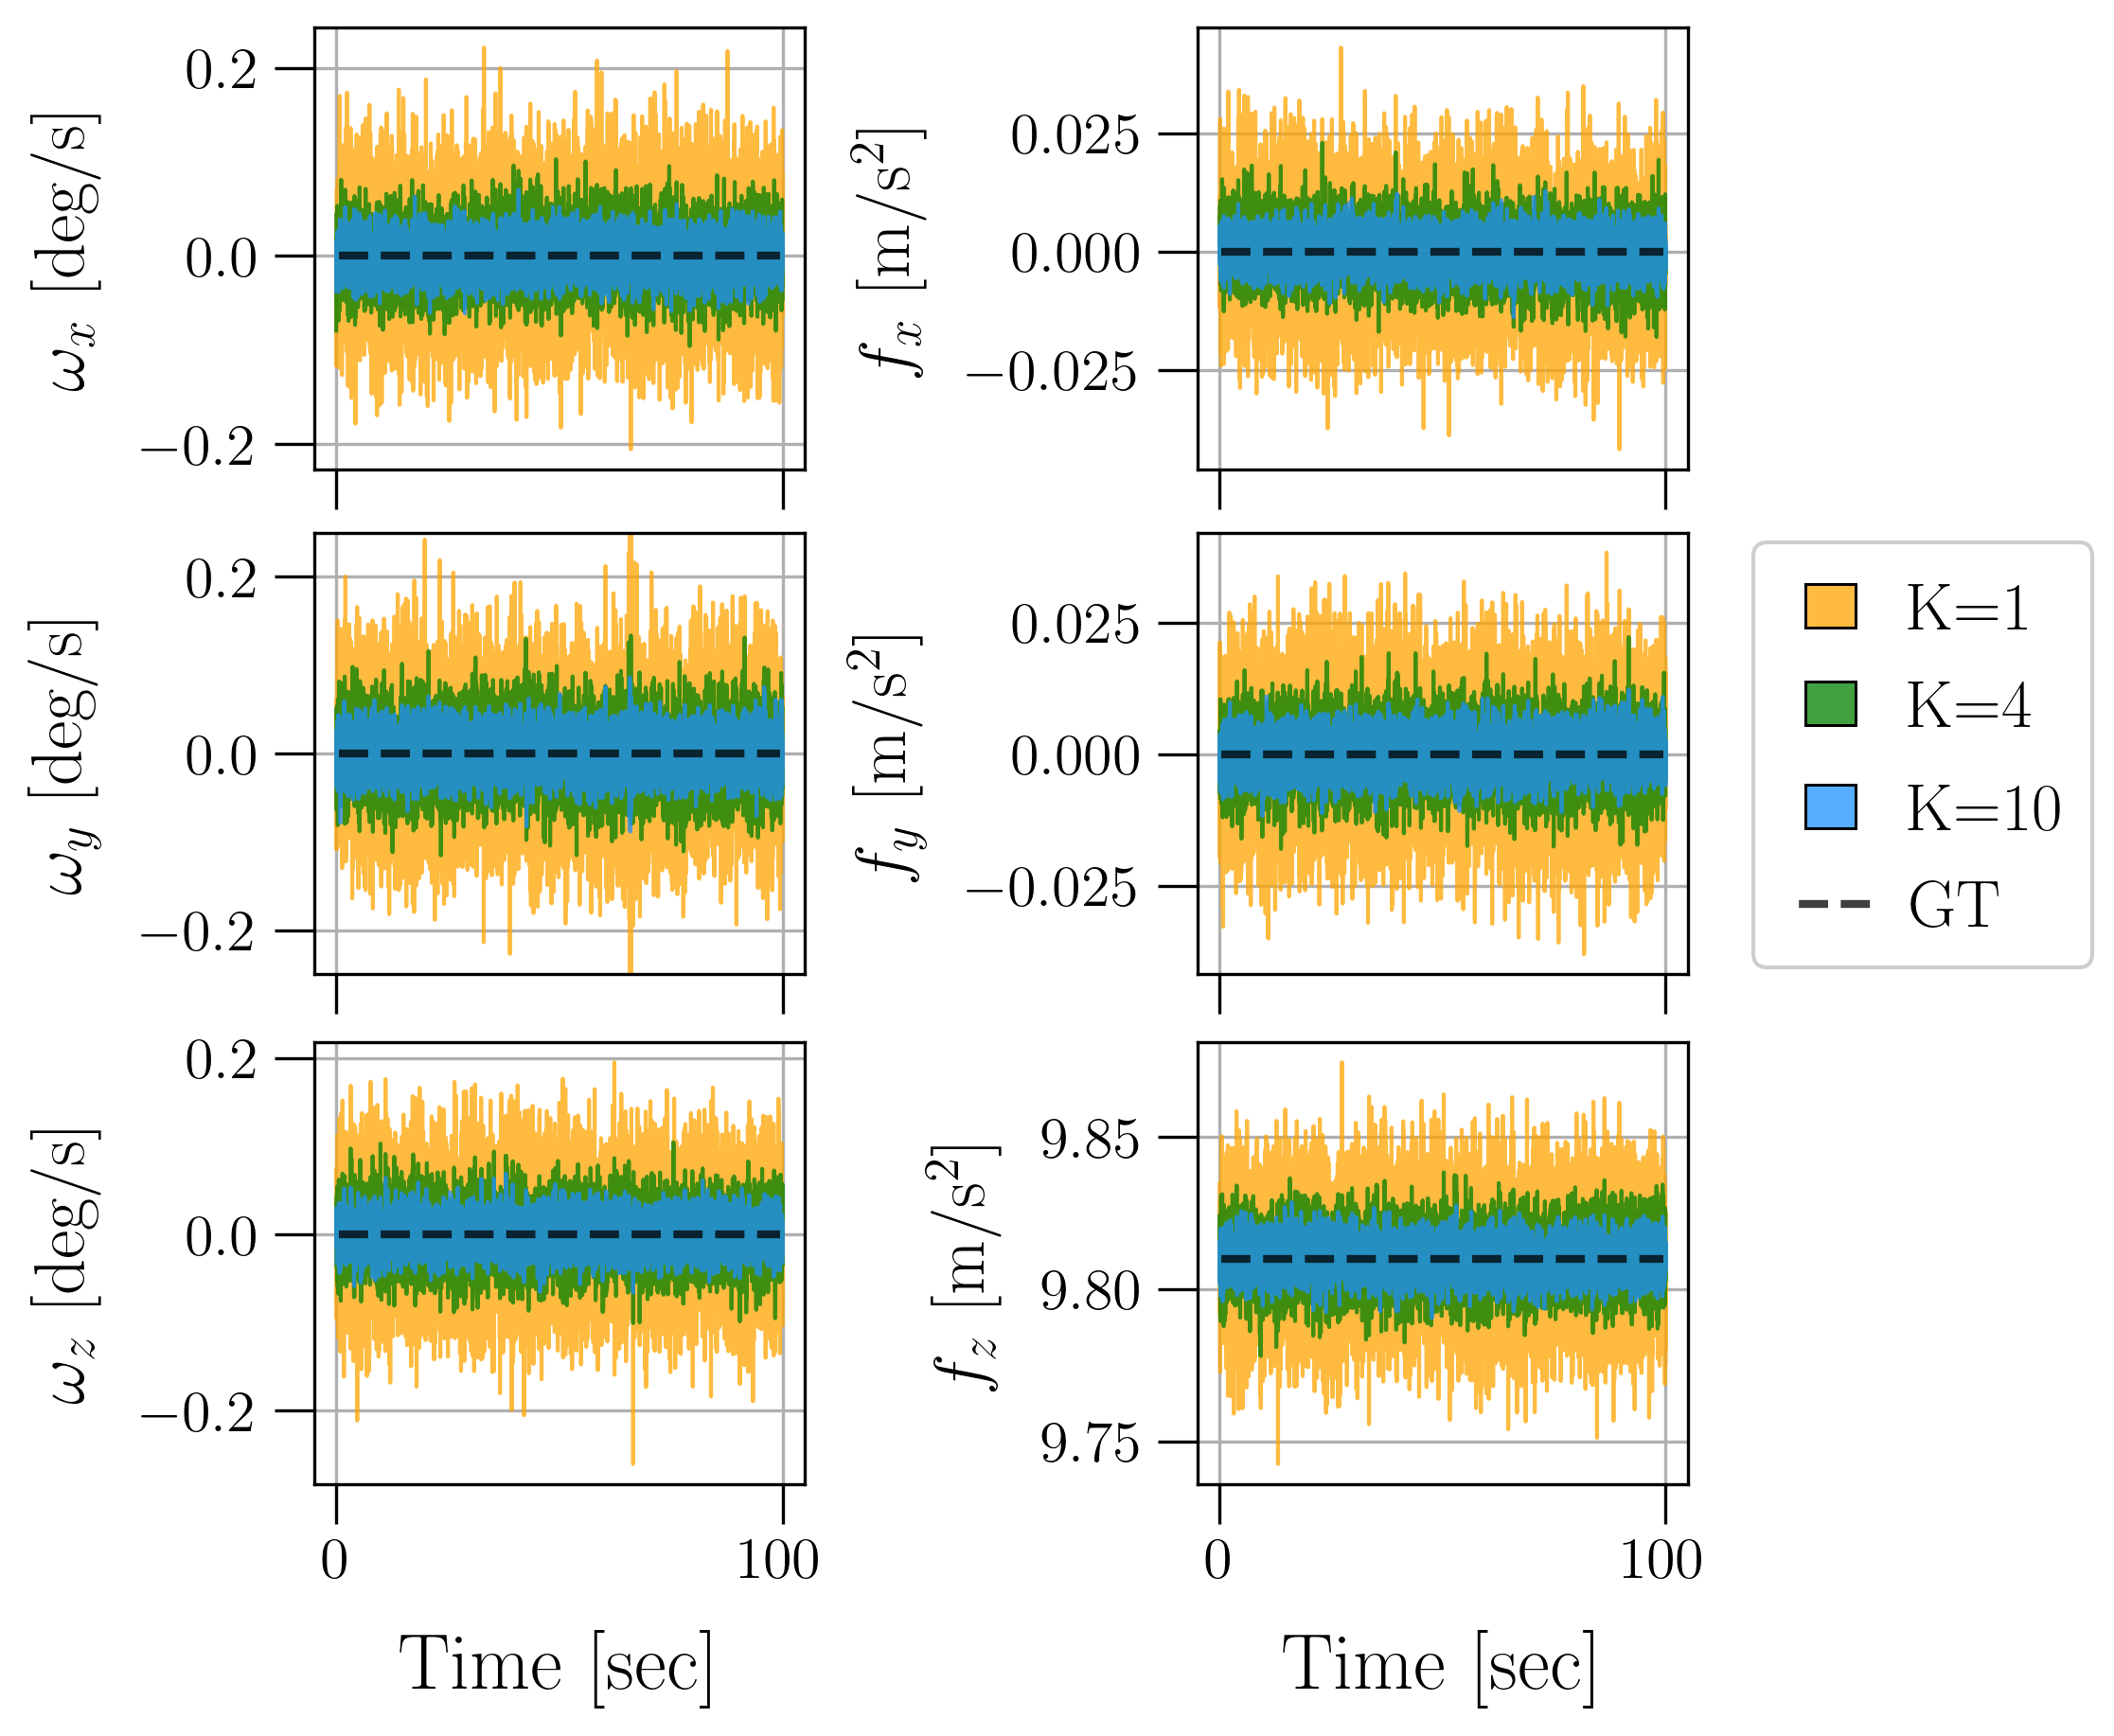 ω_x [deg/s]
0.2
0.0
−0.2
f_x [m/s²]
0.025
0.000
−0.025
ω_y [deg/s]
0.2
0.0
−0.2
f_y [m/s²]
0.025
0.000
−0.025
K=1
K=4
K=10
GT
ω_z [deg/s]
0.2
0.0
−0.2
0
100
Time [sec]
f_z [m/s²]
9.85
9.80
9.75
0
100
Time [sec]